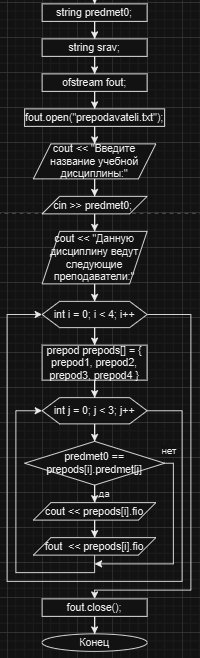 string predmet0;
string srav;
ofstream fout;
fout.open("prepodavateli.txt");
cout << "Введите
название учебной
дисциплины:"
cin >> predmet0;
cout << "Данную
дисциплину ведут
следующие
преподаватели:"
int i = 0; i < 4; i++
prepod prepods[] = {
prepod1, prepod2,
prepod3, prepod4 }
int j = 0; j < 3; j++
predmet0 ==
prepods[i].predmet[j]
нет
да
cout << prepods[i].fio
fout << prepods[i].fio
fout.close();
Конец